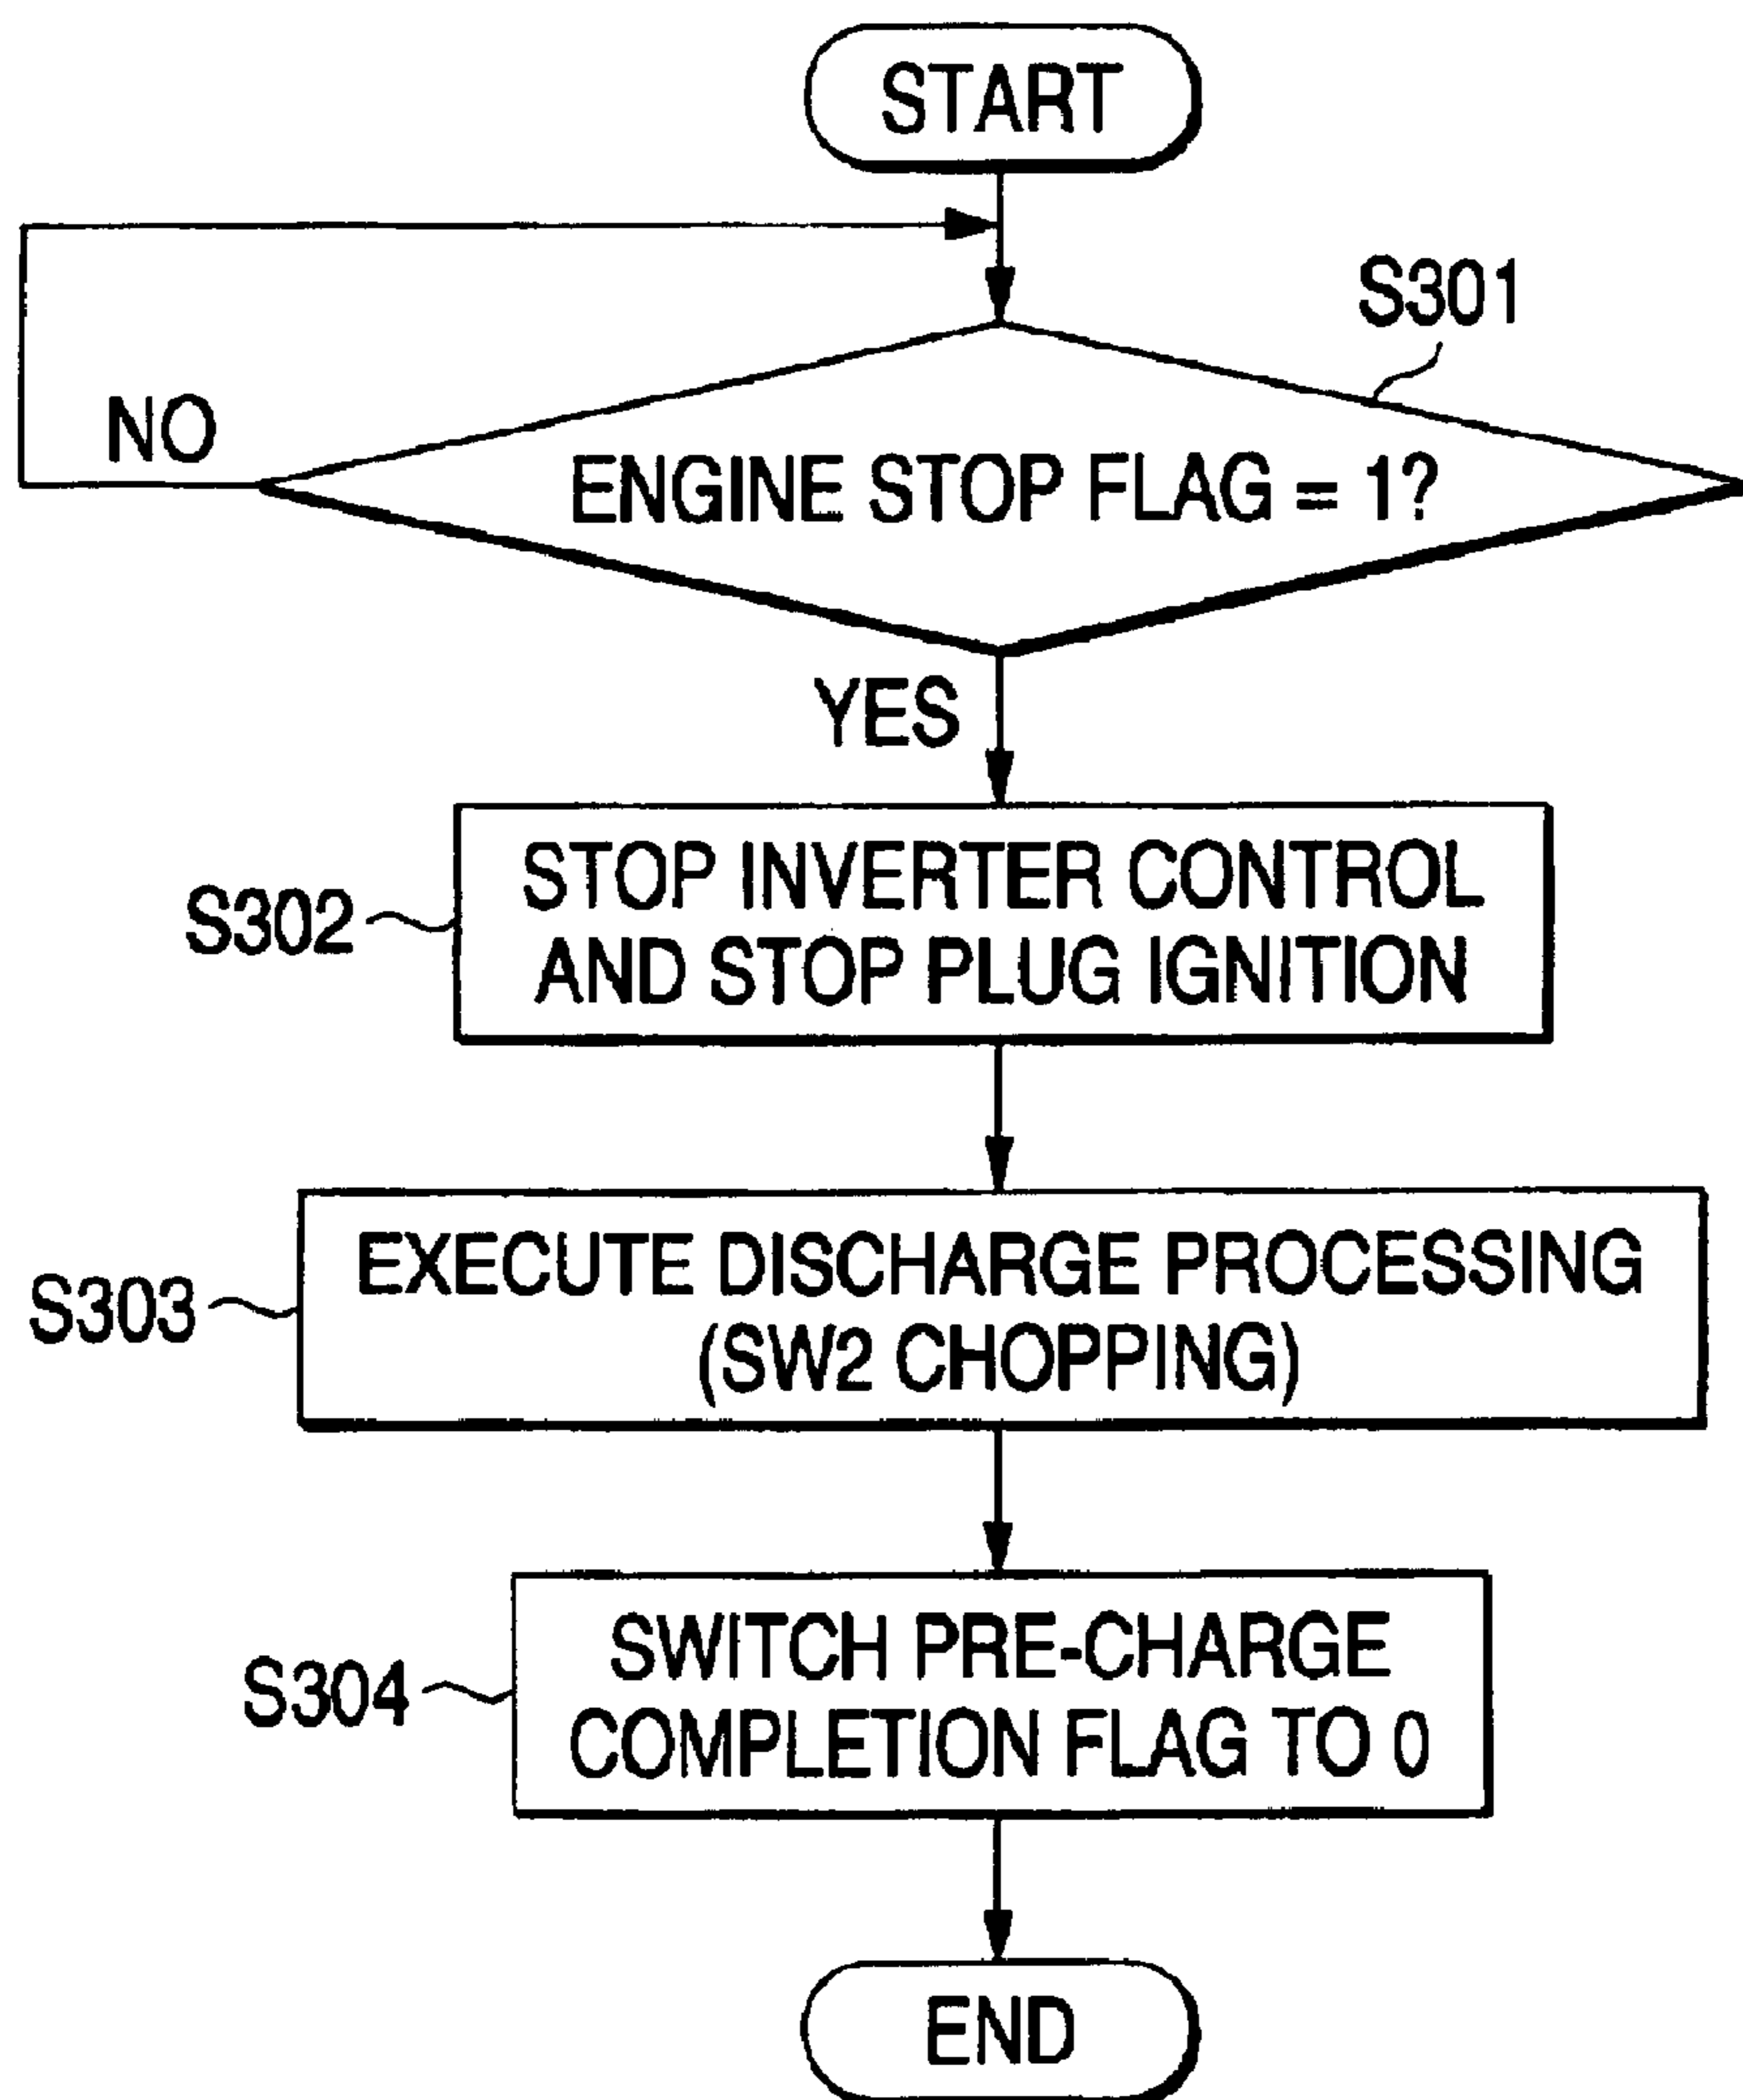 START
S301
NO
ENGINE STOP FLAG = 1?
YES
S302
STOP INVERTER CONTROL
AND STOP PLUG IGNITION
S303
EXECUTE DISCHARGE PROCESSING
(SW2 CHOPPING)
S304
SWITCH PRE-CHARGE
COMPLETION FLAG TO 0
END